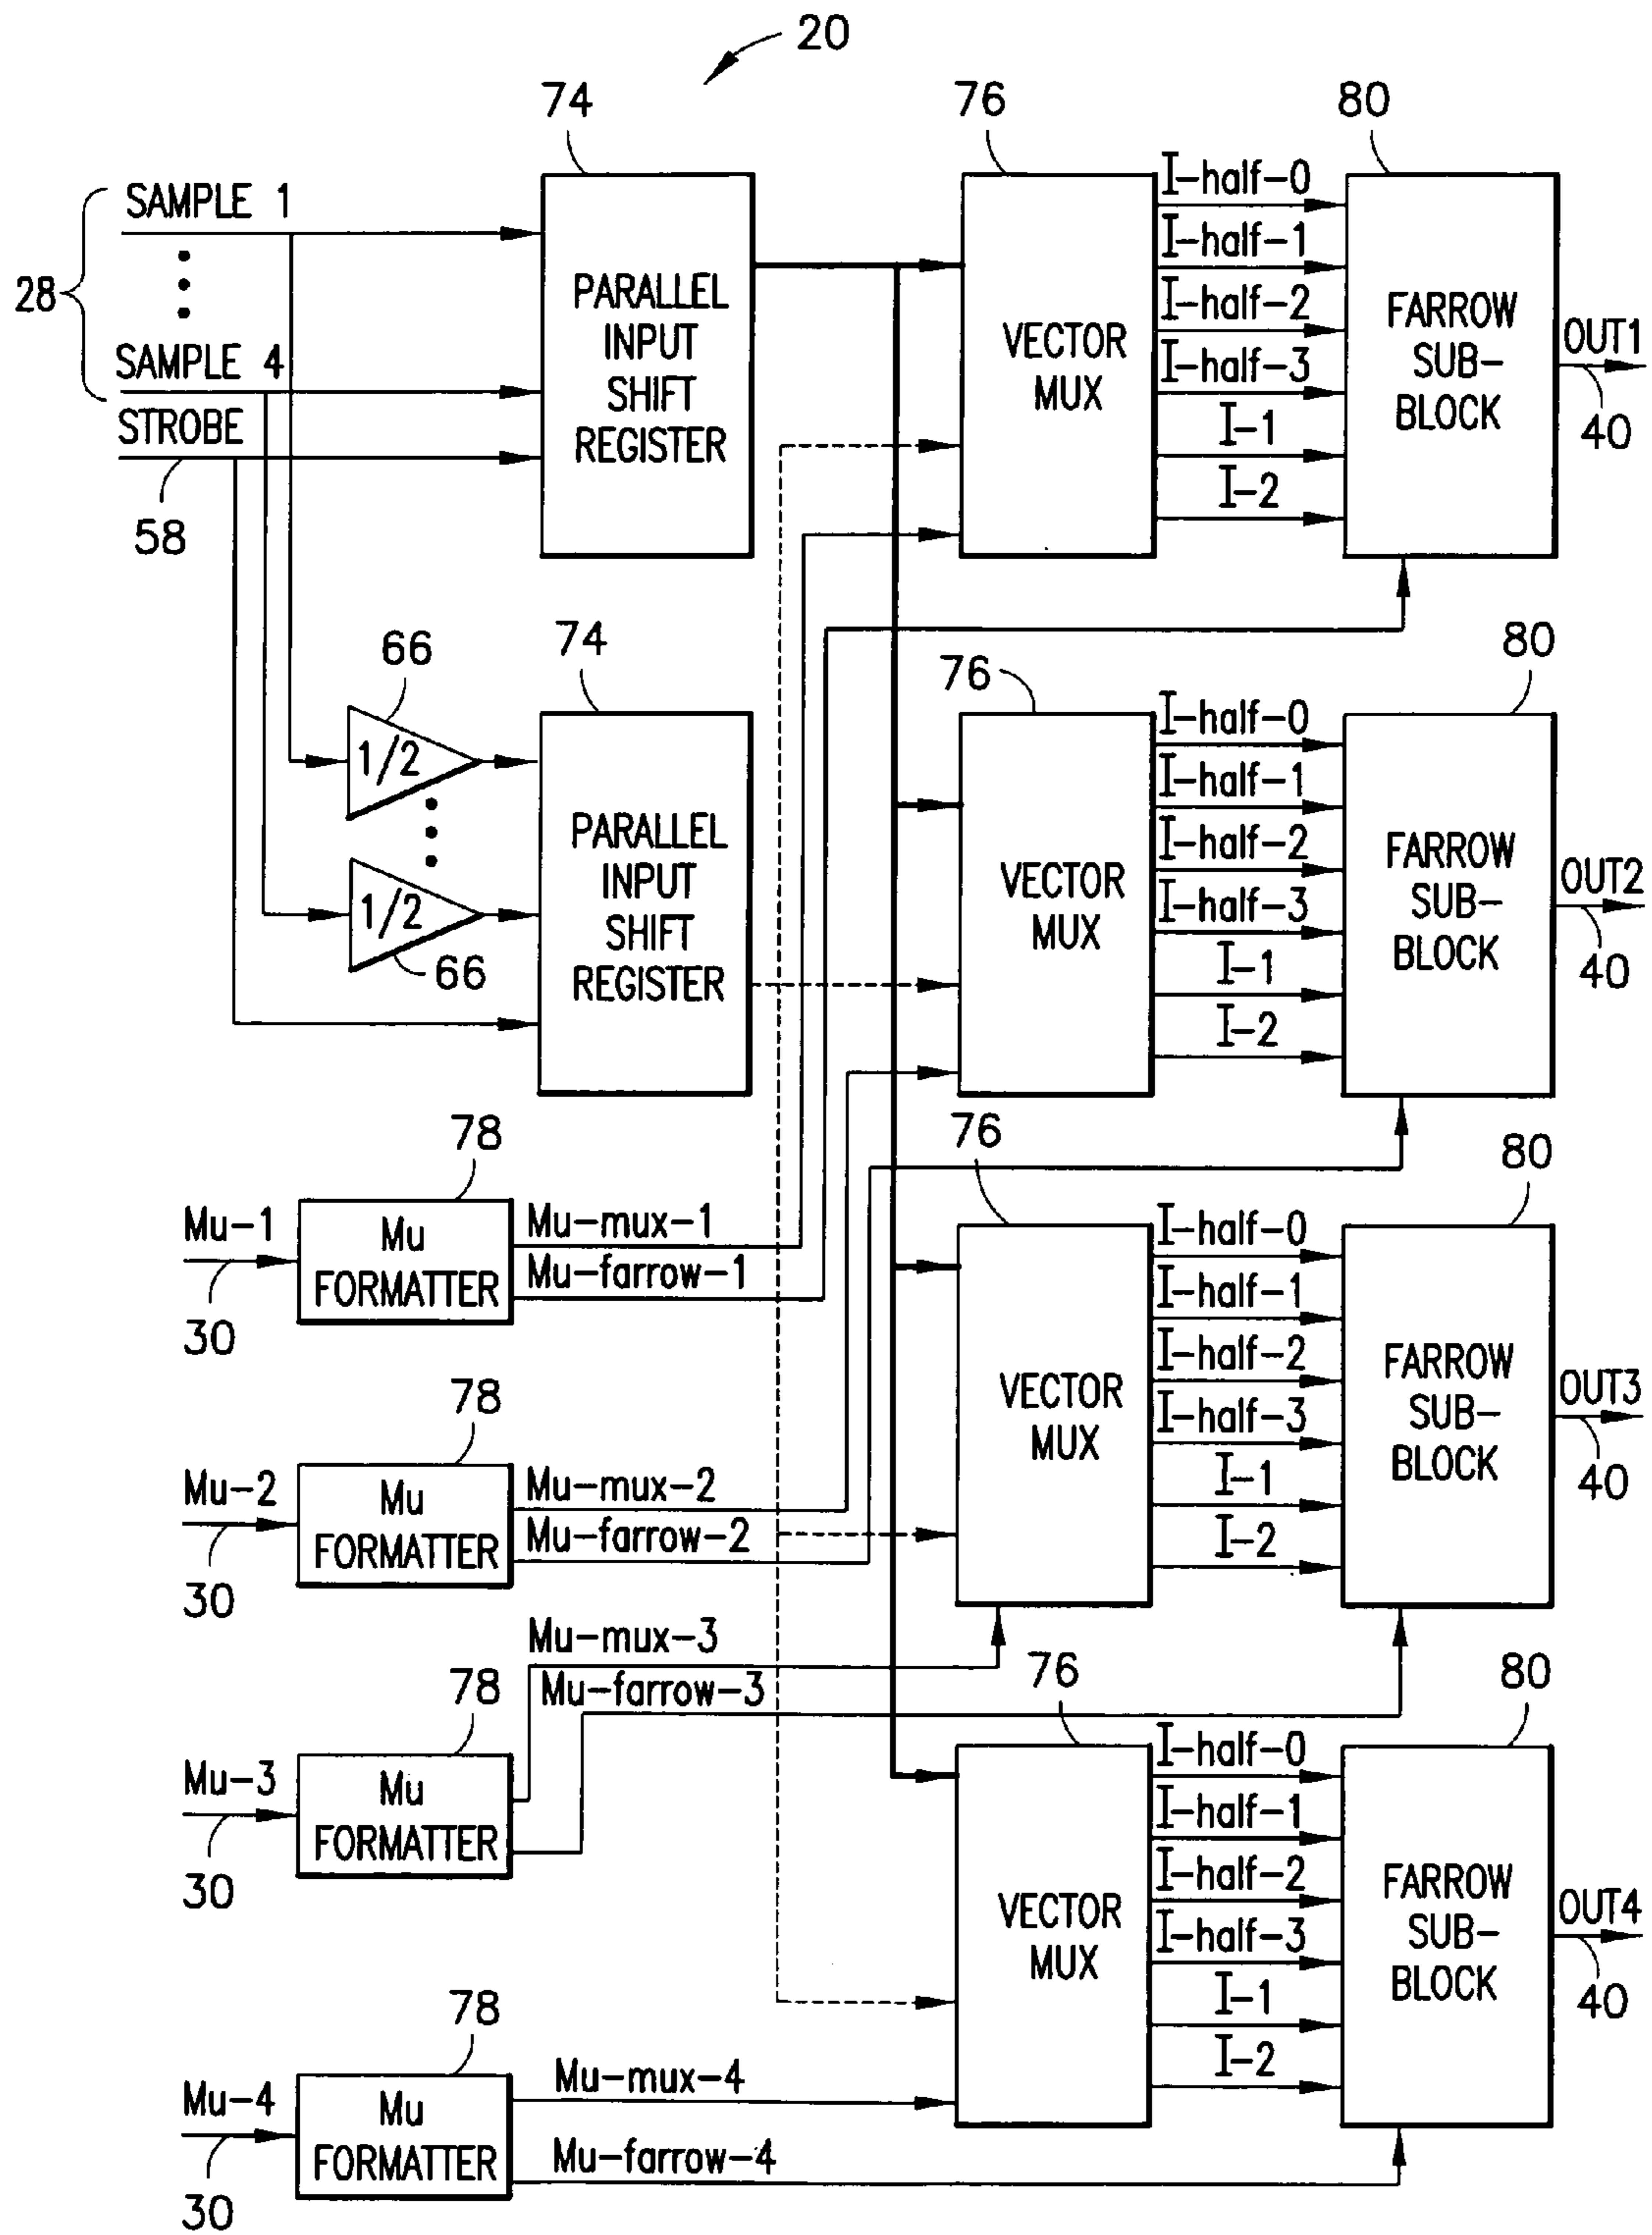 20
74
76
80
SAMPLE 1
28
SAMPLE 4
STROBE
58
PARALLEL
INPUT
SHIFT
REGISTER
VECTOR
MUX
I-half-0
I-half-1
I-half-2
I-half-3
I-1
I-2
FARROW
SUB-
BLOCK
OUT1
40
66
1/2
1/2
66
74
PARALLEL
INPUT
SHIFT
REGISTER
76
VECTOR
MUX
I-half-0
I-half-1
I-half-2
I-half-3
I-1
I-2
80
FARROW
SUB-
BLOCK
OUT2
40
78
Mu-1
30
Mu
FORMATTER
Mu-mux-1
Mu-farrow-1
76
VECTOR
MUX
I-half-0
I-half-1
I-half-2
I-half-3
I-1
I-2
80
FARROW
SUB-
BLOCK
OUT3
40
78
Mu-2
30
Mu
FORMATTER
Mu-mux-2
Mu-farrow-2
78
Mu-3
30
Mu
FORMATTER
Mu-mux-3
Mu-farrow-3
76
VECTOR
MUX
I-half-0
I-half-1
I-half-2
I-half-3
I-1
I-2
80
FARROW
SUB-
BLOCK
OUT4
40
78
Mu-4
30
Mu
FORMATTER
Mu-mux-4
Mu-farrow-4